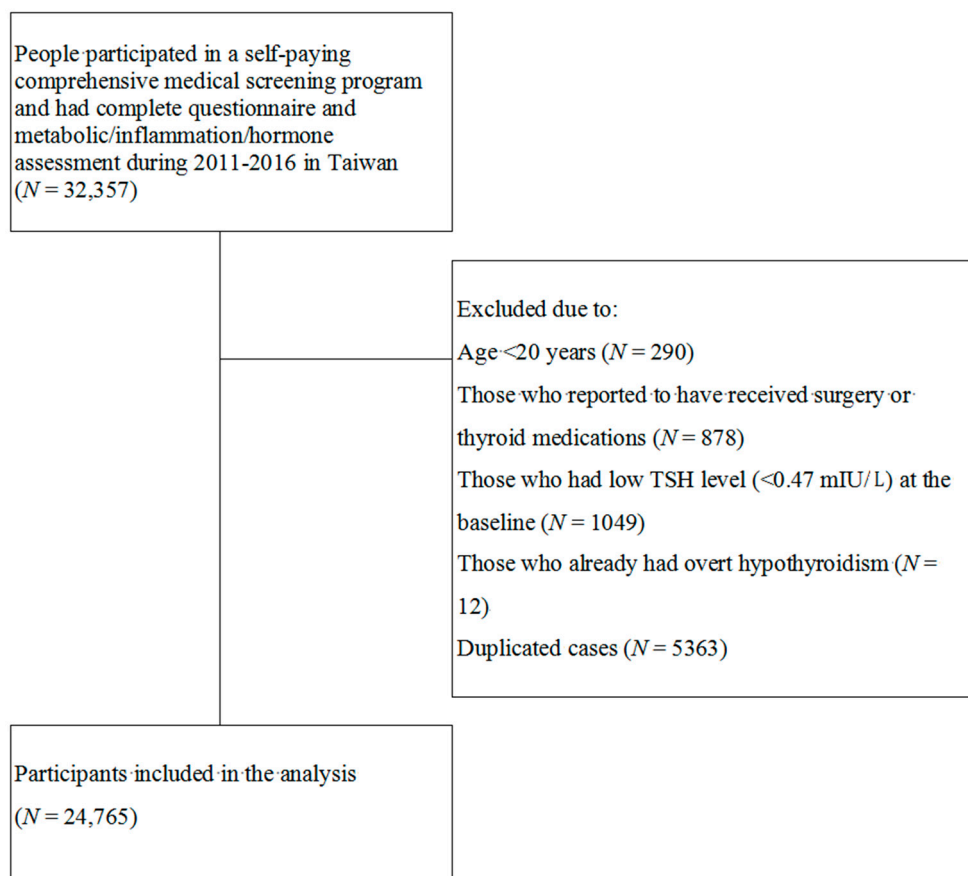 People participated in a self-paying
comprehensive medical screening program
and had complete questionnaire and
metabolic/inflammation/hormone
assessment during 2011-2016 in Taiwan
(N = 32,357)
Excluded due to:
Age <20 years (N = 290)
Those who reported to have received surgery or
thyroid medications (N = 878)
Those who had low TSH level (<0.47 mIU/L) at the
baseline (N = 1049)
Those who already had overt hypothyroidism (N =
12)
Duplicated cases (N = 5363)
Participants included in the analysis
(N = 24,765)